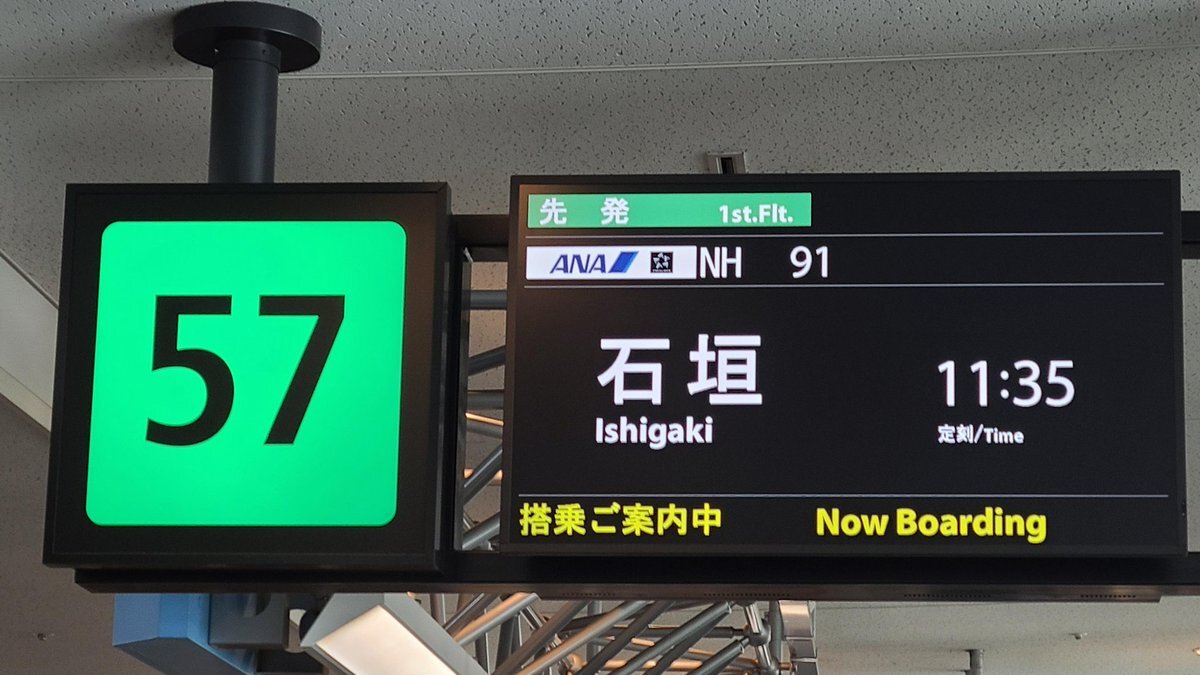 57
先発 1st.Flt.
ANA NH 91
石垣 11:35
Ishigaki 定刻/Time
搭乗ご案内中 Now Boarding